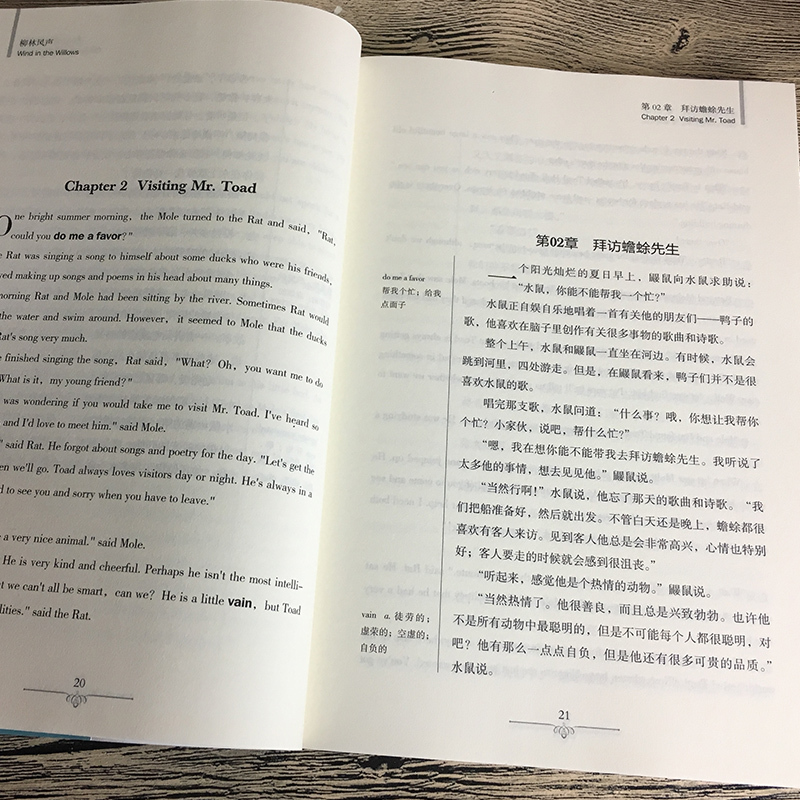 柳林风声
Wind in the Willows
Chapter 2 Visiting Mr. Toad
One bright summer morning, the Mole turned to the Rat and said, "Rat,
could you do me a favor?"
Rat was singing a song to himself about some ducks who were his friends,
making up songs and poems in his head about many things.
morning Rat and Mole had been sitting by the river. Sometimes Rat would
the water and swim around. However, it seemed to Mole that the ducks
Rat's song very much.
finished singing the song, Rat said, "What? Oh, you want me to do
What is it, my young friend?"
was wondering if you would take me to visit Mr. Toad. I've heard so
and I'd love to meet him." said Mole.
said Rat. He forgot about songs and poetry for the day. "Let's get the
we'll go. Toad always loves visitors day or night. He's always in a
to see you and sorry when you have to leave."
a very nice animal." said Mole.
He is very kind and cheerful. Perhaps he isn't the most intelli-
we can't all be smart, can we? He is a little vain, but Toad
said the Rat.
20
第 02 章 拜访蟾蜍先生
Chapter 2 Visiting Mr. Toad
第02章 拜访蟾蜍先生
do me a favor
帮我个忙；给我
点面子
一个阳光灿烂的夏日早上，鼹鼠向水鼠求助说：
“水鼠，你能不能帮我一个忙？”
水鼠正自娱自乐地唱着一首有关他的朋友们——鸭子的
歌，他喜欢在脑子里创作有关很多事物的歌曲和诗歌。
整个上午，水鼠和鼹鼠一直坐在河边。有时候，水鼠会
跳到河里，四处游走。但是，在鼹鼠看来，鸭子们并不是很
喜欢水鼠的歌。
唱完那支歌，水鼠问道：“什么事？哦，你想让我帮你
个忙？小家伙，说吧，帮什么忙？”
“嗯，我在想你能不能带我去拜访蟾蜍先生。我听说了
太多他的事情，想去见见他。”鼹鼠说。
“当然行啊！”水鼠说，他忘了那天的歌曲和诗歌。“我
们把船准备好，然后就出发。不管白天还是晚上，蟾蜍都很
喜欢有客人来访。见到客人他总是会非常高兴，心情也特别
好；客人要走的时候就会感到很沮丧。”
“听起来，感觉他是个热情的动物。”鼹鼠说。
“当然热情了。他很善良，而且总是兴致勃勃。也许他
不是所有动物中最聪明的，但是不可能每个人都很聪明，对
吧？他有那么一点点自负，但是他还有很多可贵的品质。”
水鼠说。
vain a. 徒劳的；
虚荣的；空虚的；
自负的
21